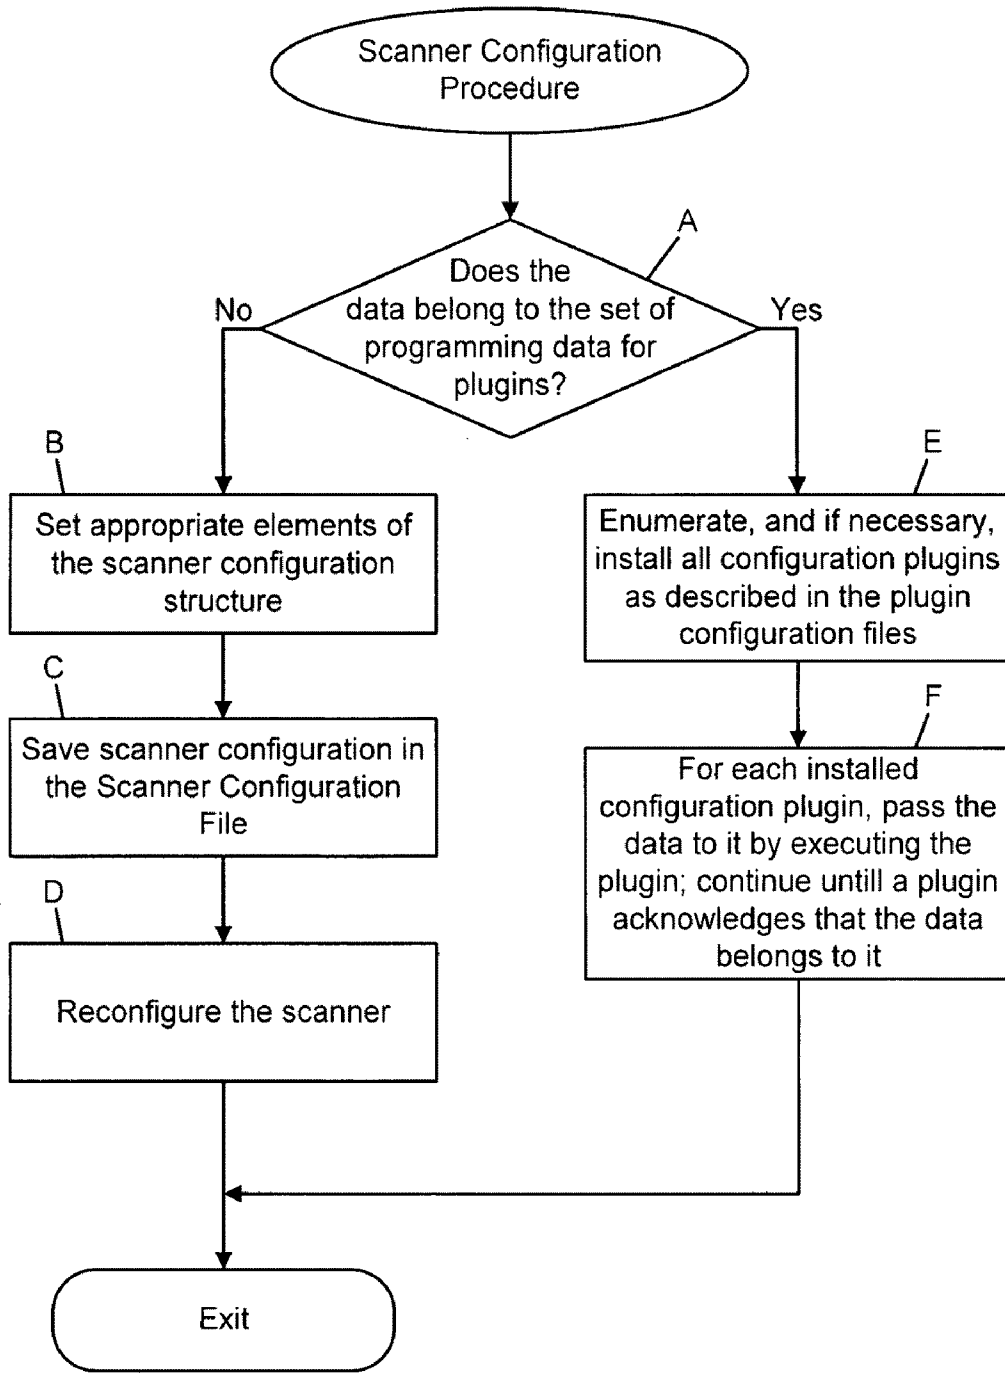 Scanner Configuration
Procedure
A
Does the
data belong to the set of
programming data for
plugins?
No
Yes
B
Set appropriate elements of
the scanner configuration
structure
C
Save scanner configuration in
the Scanner Configuration
File
D
Reconfigure the scanner
E
Enumerate, and if necessary,
install all configuration plugins
as described in the plugin
configuration files
F
For each installed
configuration plugin, pass the
data to it by executing the
plugin; continue untill a plugin
acknowledges that the data
belongs to it
Exit